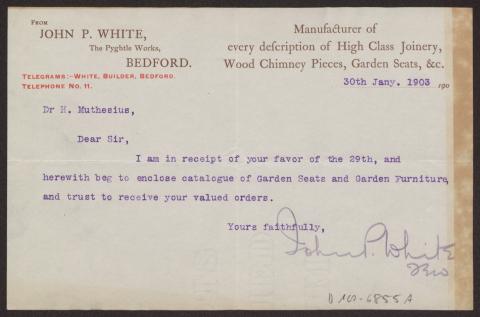 FROM
JOHN P. WHITE,
The Pyghtle Works,
BEDFORD.
TELEGRAMS:-WHITE, BUILDER, BEDFORD.
TELEPHONE No. 11.
Manufacturer of
every description of High Class Joinery,
Wood Chimney Pieces, Garden Seats, &c.
30th Jany. 1903 190
Dr H. Muthesius,
Dear Sir,
I am in receipt of your favor of the 29th, and
herewith beg to enclose catalogue of Garden Seats and Garden Furniture,
and trust to receive your valued orders.
Yours faithfully,
John P. White